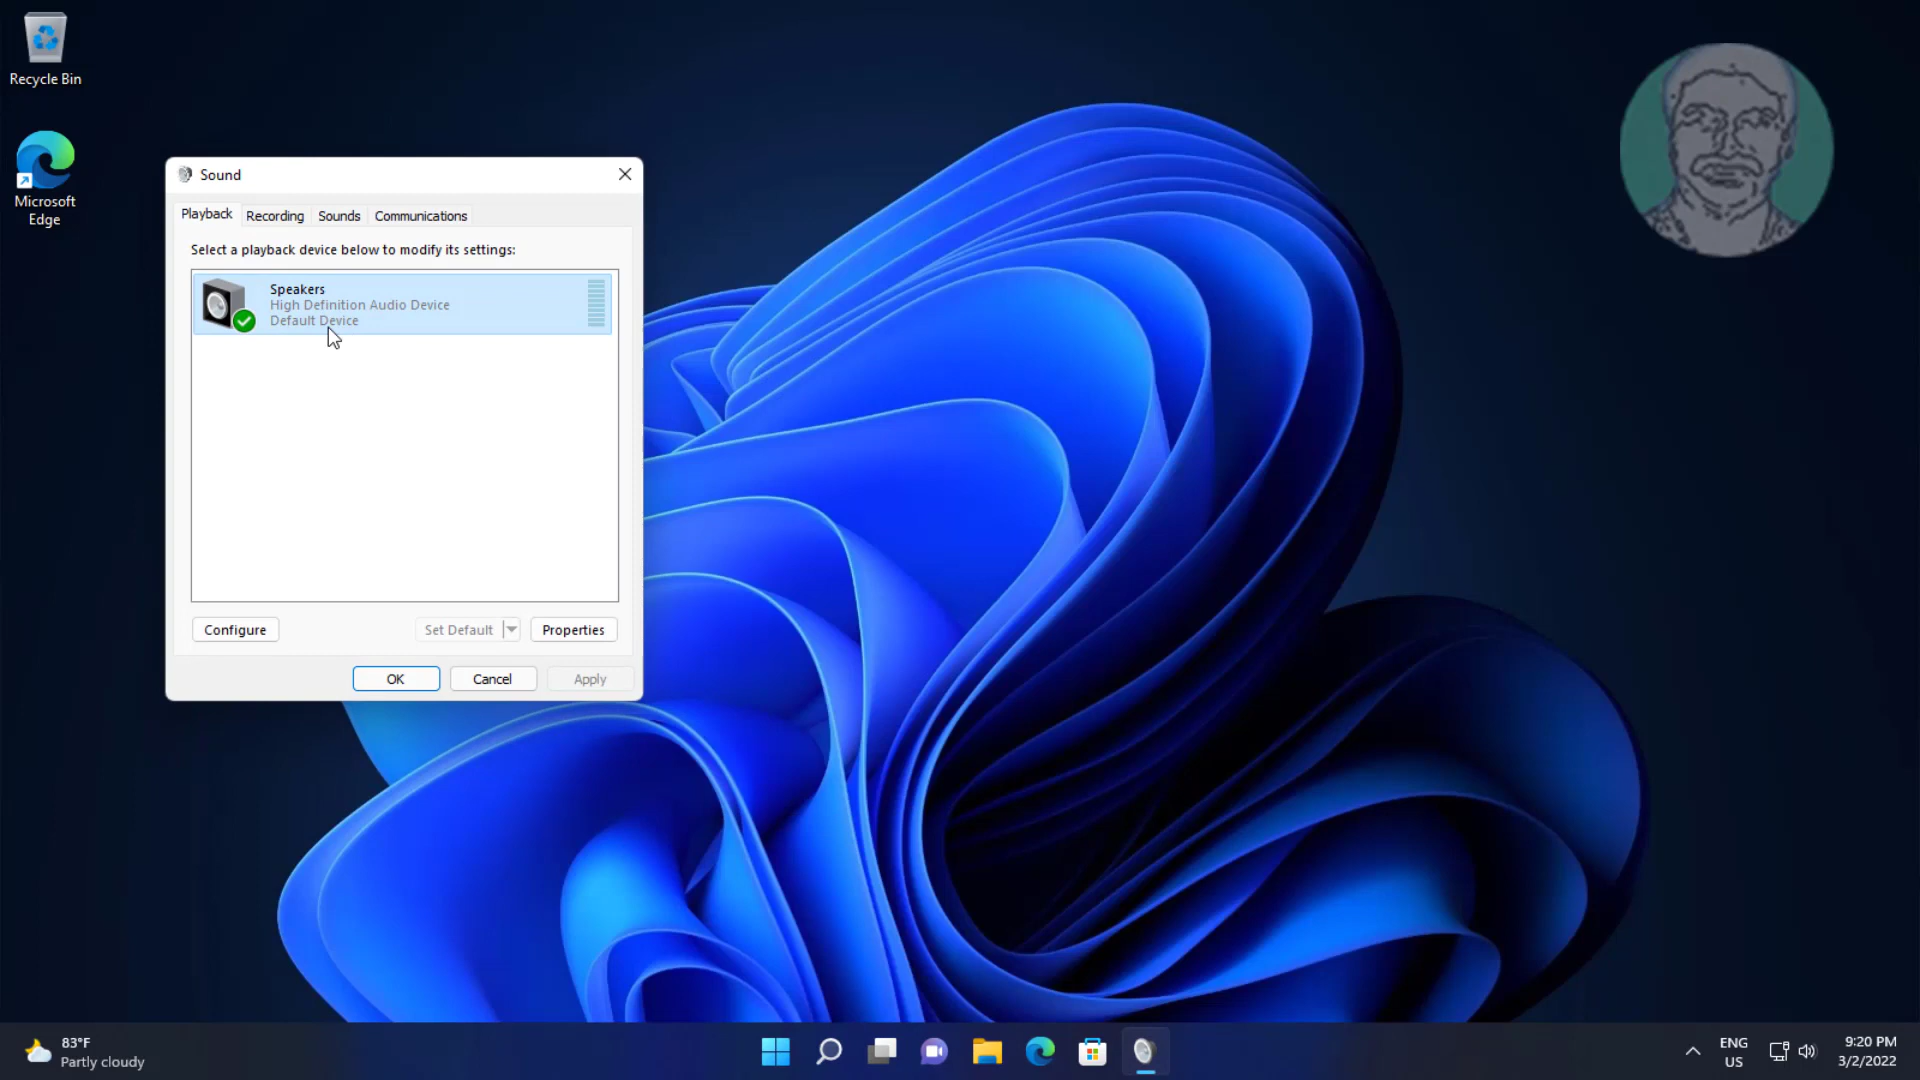 Recycle Bin
Microsoft
Edge
Sound
Playback
Recording
Sounds
Communications
Select a playback device below to modify its settings:
Speakers
High Definition Audio Device
Default Device
Configure
Set Default
Properties
OK
Cancel
Apply
83°F
Partly cloudy
ENG
US
9:20 PM
3/2/2022